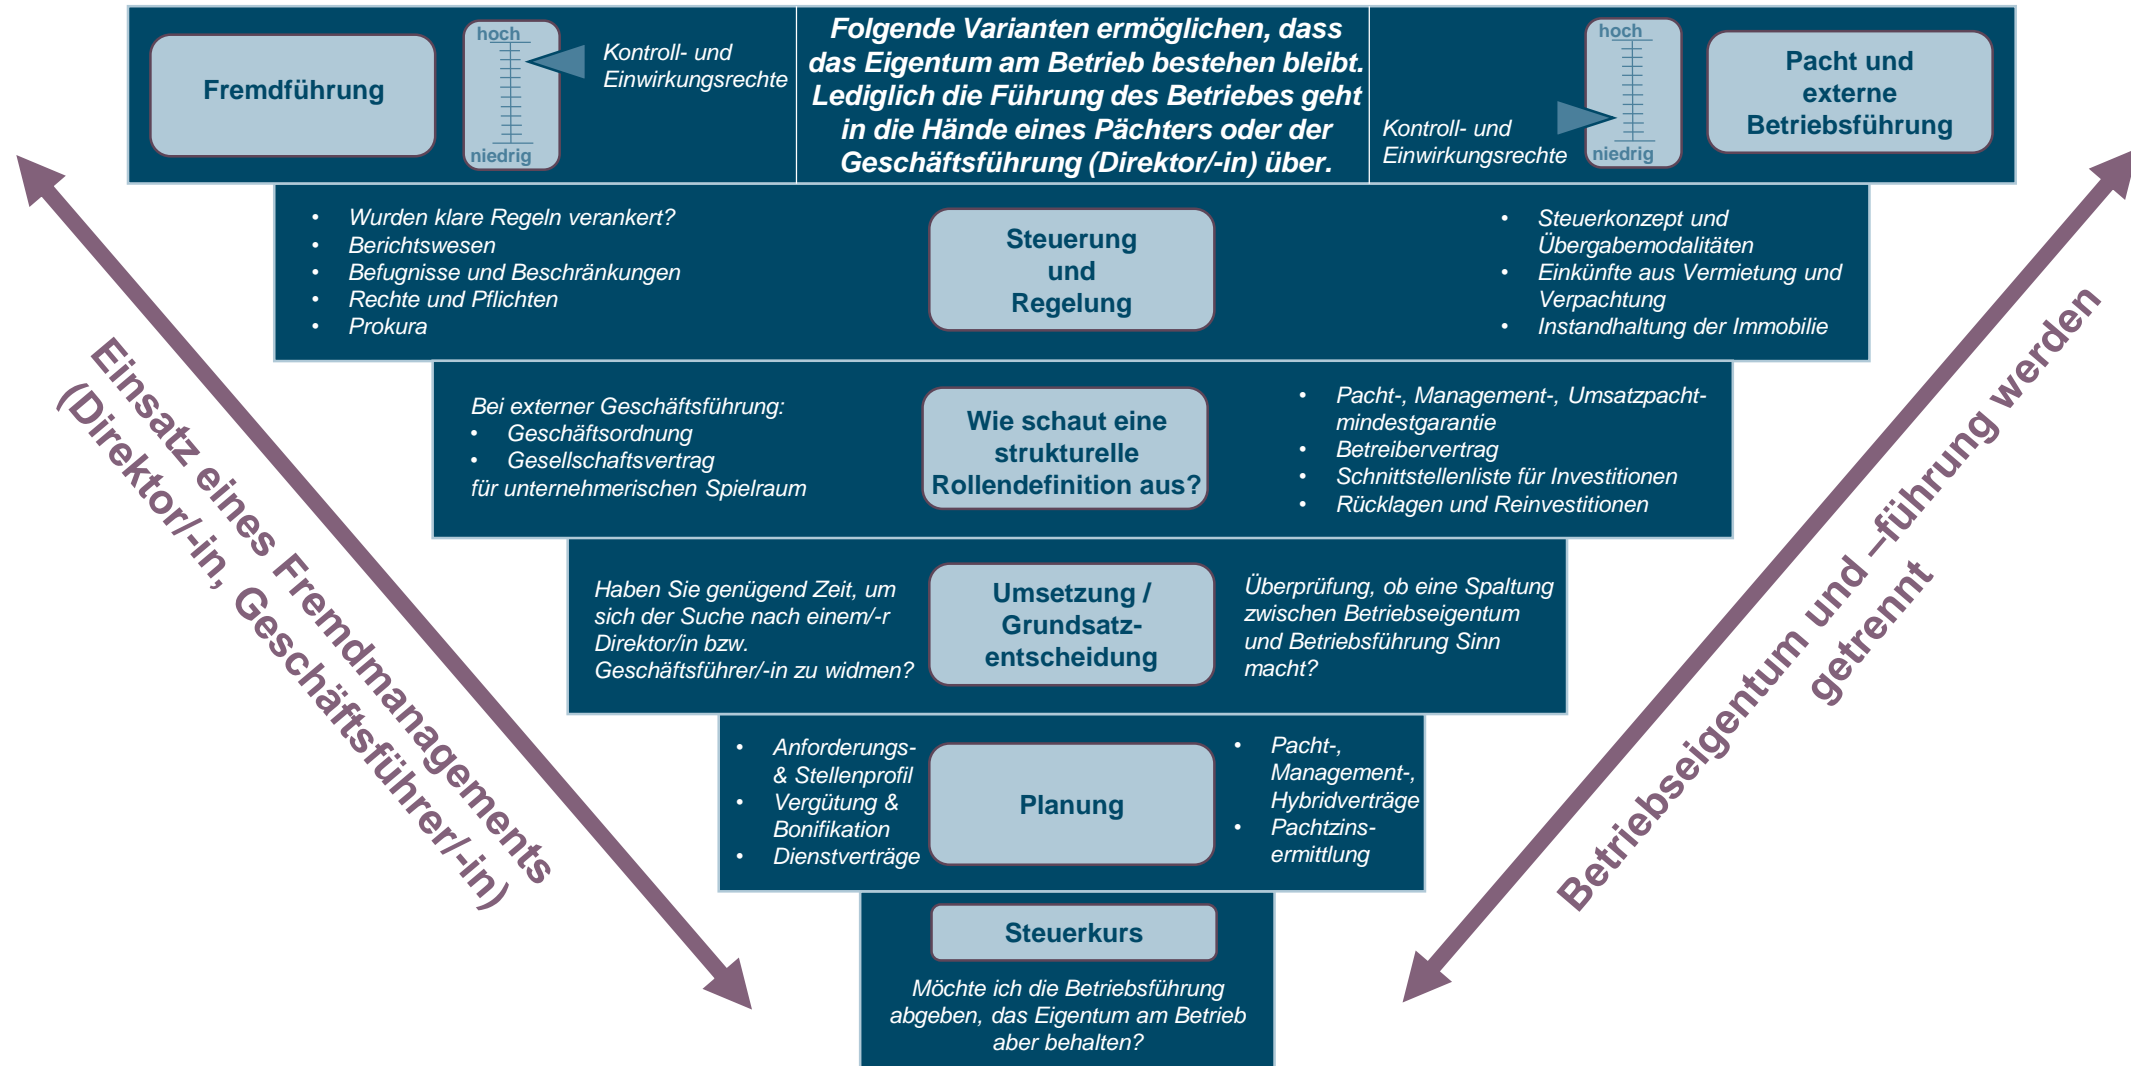 Fremdführung
hoch
niedrig
Kontroll- und
Einwirkungsrechte
Folgende Varianten ermöglichen, dass
das Eigentum am Betrieb bestehen bleibt.
Lediglich die Führung des Betriebes geht
in die Hände eines Pächters oder der
Geschäftsführung (Direktor/-in) über.
Kontroll- und
Einwirkungsrechte
hoch
niedrig
Pacht und
externe
Betriebsführung
• Wurden klare Regeln verankert?
• Berichtswesen
• Befugnisse und Beschränkungen
• Rechte und Pflichten
• Prokura
Steuerung
und
Regelung
• Steuerkonzept und
Übergabemodalitäten
• Einkünfte aus Vermietung und
Verpachtung
• Instandhaltung der Immobilie
Bei externer Geschäftsführung:
• Geschäftsordnung
• Gesellschaftsvertrag
für unternehmerischen Spielraum
Wie schaut eine
strukturelle
Rollendefinition aus?
• Pacht-, Management-, Umsatzpacht-
mindestgarantie
• Betreibervertrag
• Schnittstellenliste für Investitionen
• Rücklagen und Reinvestitionen
Haben Sie genügend Zeit, um
sich der Suche nach einem/-r
Direktor/in bzw.
Geschäftsführer/-in zu widmen?
Umsetzung /
Grundsatz-
entscheidung
Überprüfung, ob eine Spaltung
zwischen Betriebseigentum
und Betriebsführung Sinn
macht?
• Anforderungs-
& Stellenprofil
• Vergütung &
Bonifikation
• Dienstverträge
Planung
• Pacht-,
Management-,
Hybridverträge
• Pachtzins-
ermittlung
Steuerkurs
Möchte ich die Betriebsführung
abgeben, das Eigentum am Betrieb
aber behalten?
Einsatz eines Fremdmanagements
(Direktor/-in, Geschäftsführer/-in)
Betriebseigentum und –führung werden
getrennt